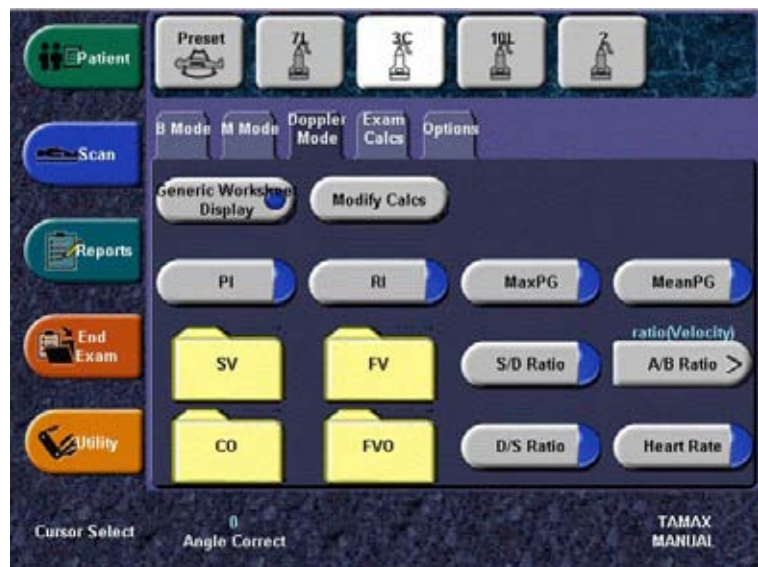 Patient
Preset
7L
3C
10L
2
B Mode
M Mode
Doppler
Mode
Exam
Calcs
Options
Scan
Generic Worksheet
Display
Modify Calcs
Reports
PI
RI
MaxPG
MeanPG
End
Exam
SV
FV
S/D Ratio
ratio(Velocity)
A/B Ratio >
Utility
CO
FVO
D/S Ratio
Heart Rate
Cursor Select
0
Angle Correct
TAMAX
MANUAL